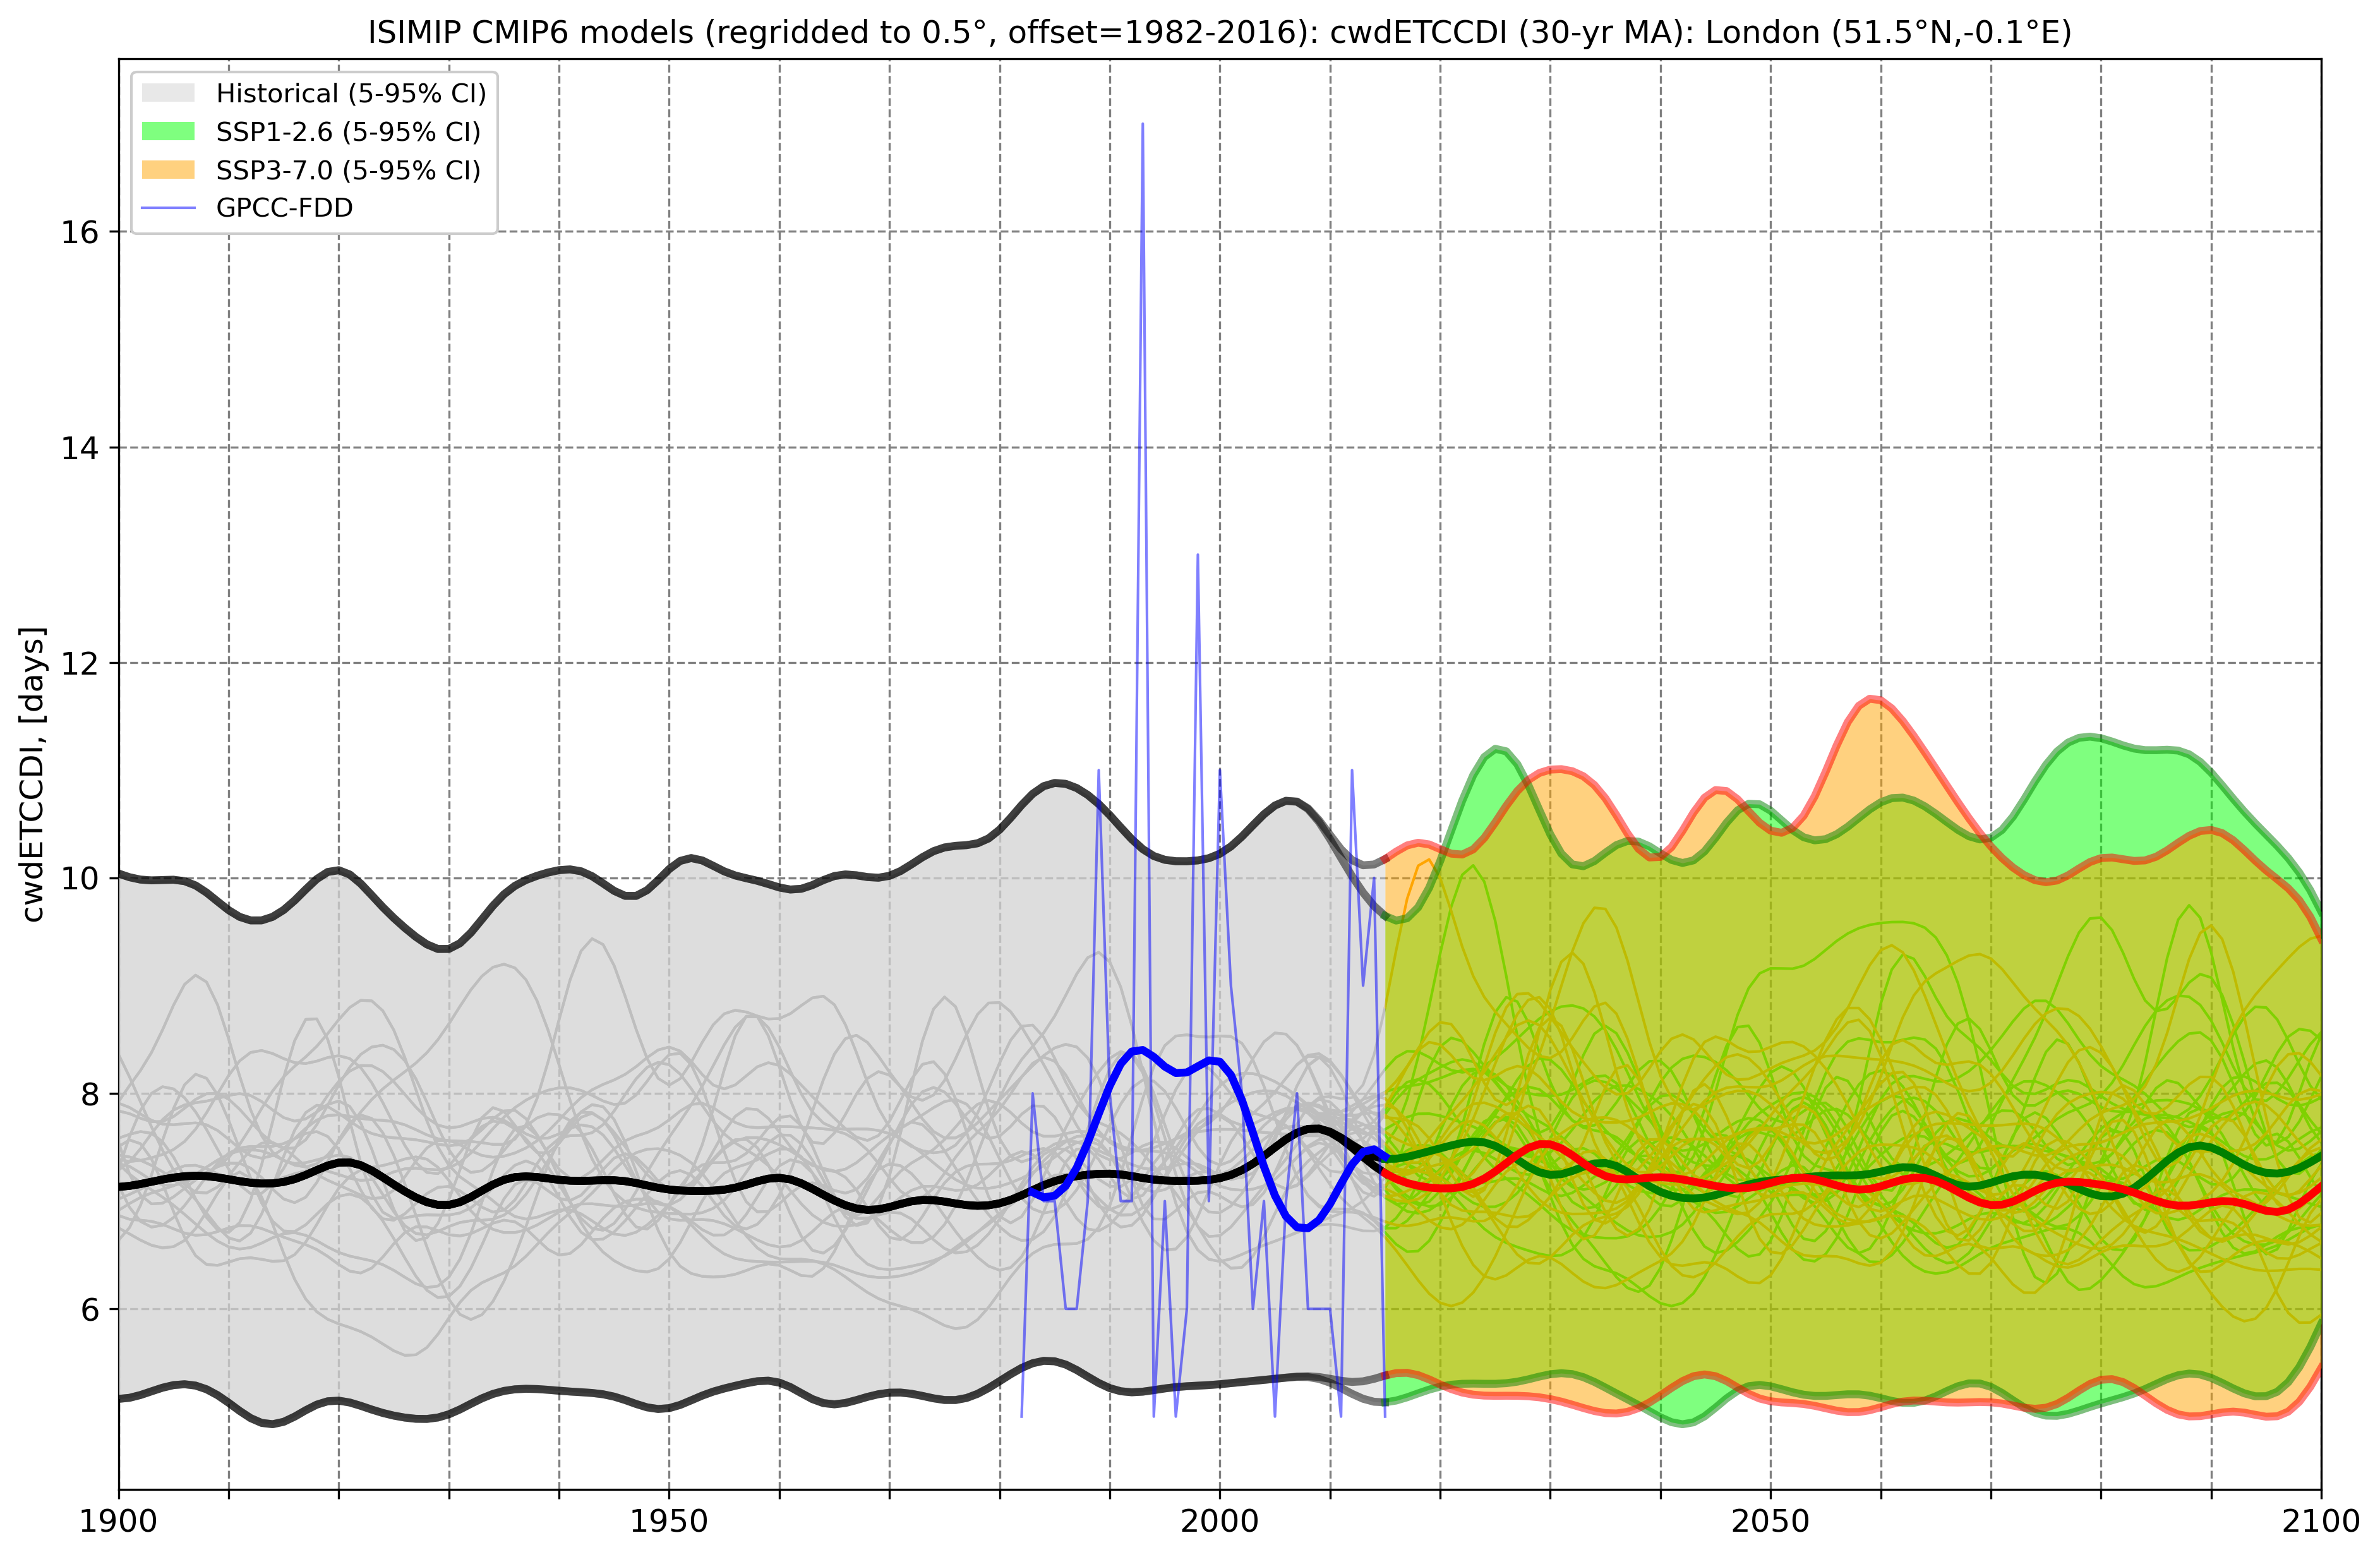 ISIMIP CMIP6 models (regridded to 0.5°, offset=1982-2016): cwdETCCDI (30-yr MA): London (51.5°N,-0.1°E)
Historical (5-95% CI)
SSP1-2.6 (5-95% CI)
SSP3-7.0 (5-95% CI)
GPCC-FDD
cwdETCCDI, [days]
16
14
12
10
8
6
1900
1950
2000
2050
2100